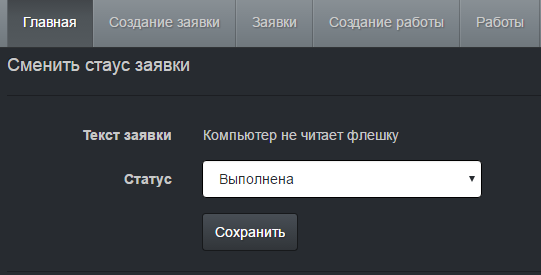 Главная Создание заявки Заявки Создание работы Работы
Сменить стаус заявки
Текст заявки Компьютер не читает флешку
Статус Выполнена
Сохранить